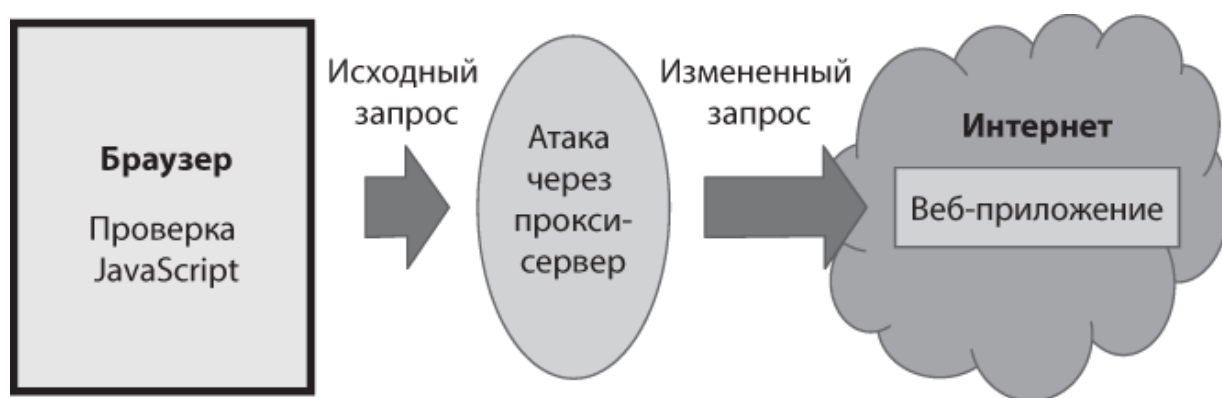 Браузер
Проверка
JavaScript
Исходный
запрос
Атака
через
прокси-
сервер
Измененный
запрос
Интернет
Веб-приложение